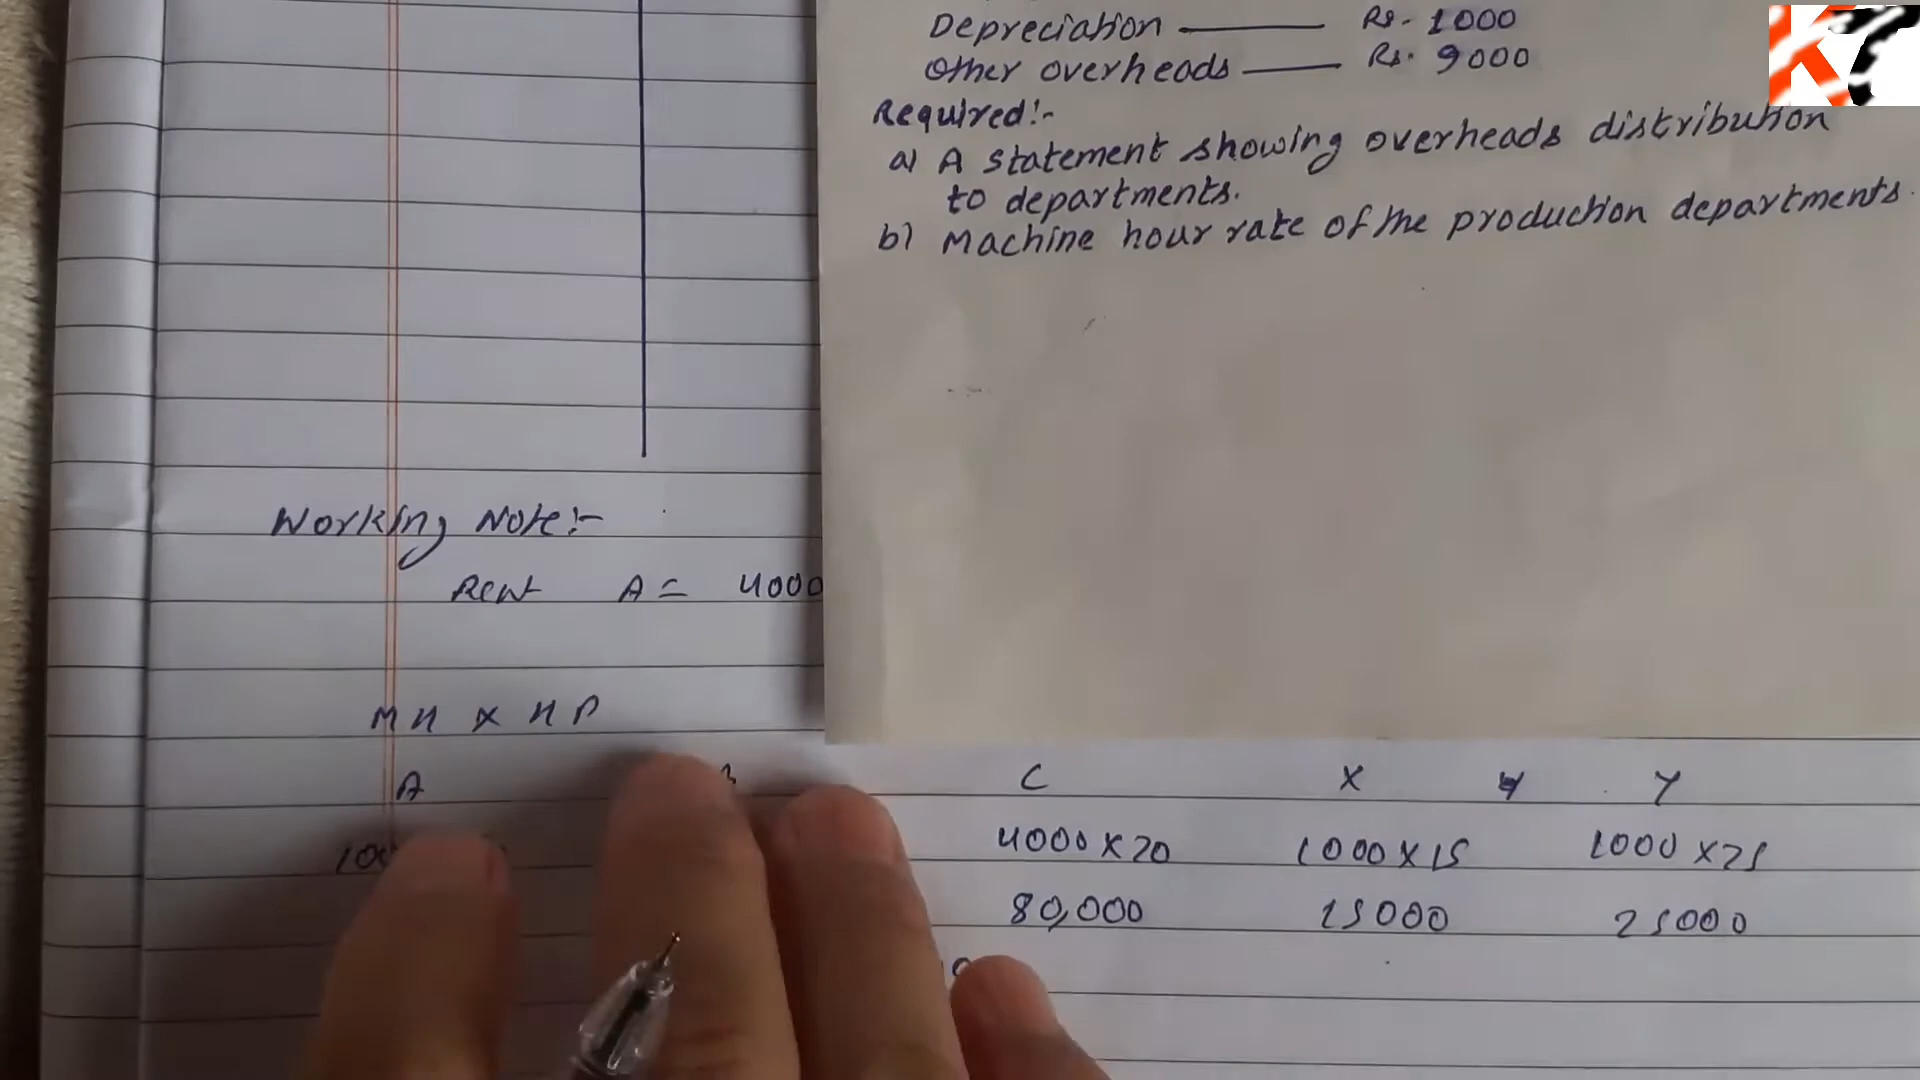 Depreciation —— Rs. 1000
Other overheads —— Rs. 9000
Required:-
a) A statement showing overheads distribution
to departments.
b) Machine hour rate of the production departments.
Working Note:-
Rent A = 4000
MH x HP
A C X Y
4000 x 20 1000 x 15 1000 x 25
80,000 15000 25000